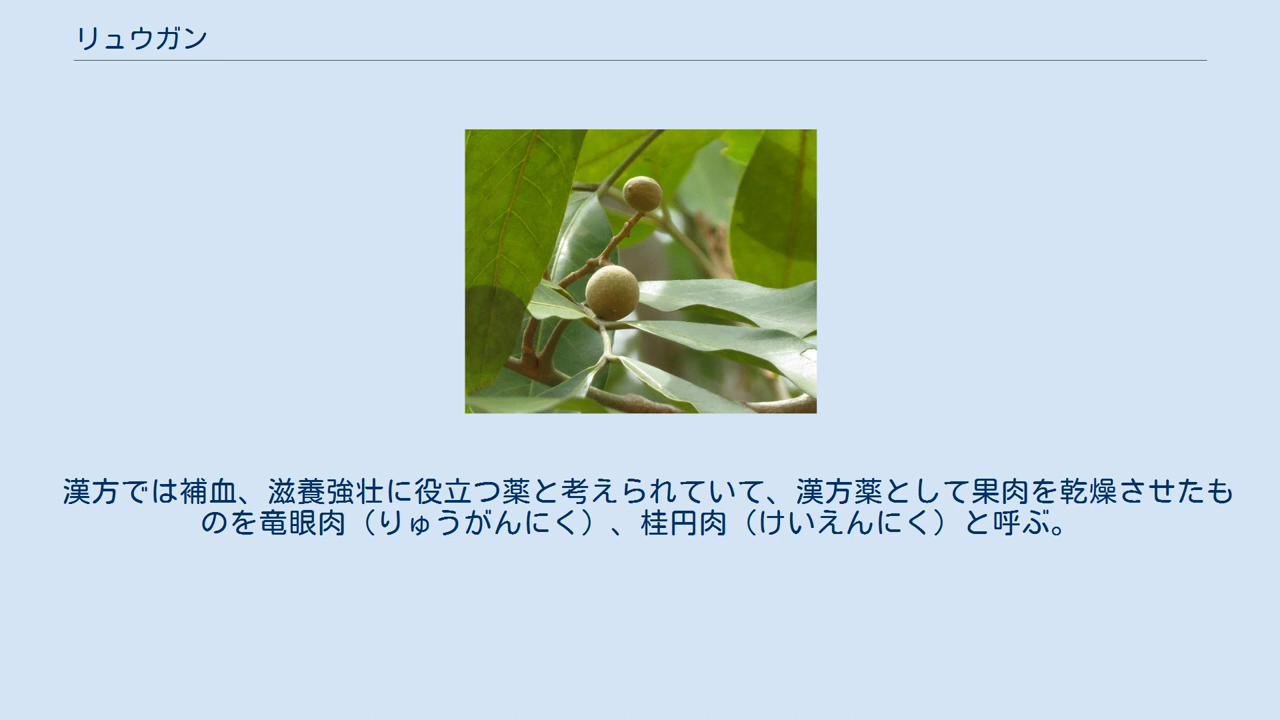 リュウガン
漢方では補血、滋養強壮に役立つ薬と考えられていて、漢方薬として果肉を乾燥させたも
のを竜眼肉（りゅうがんにく）、桂円肉（けいえんにく）と呼ぶ。